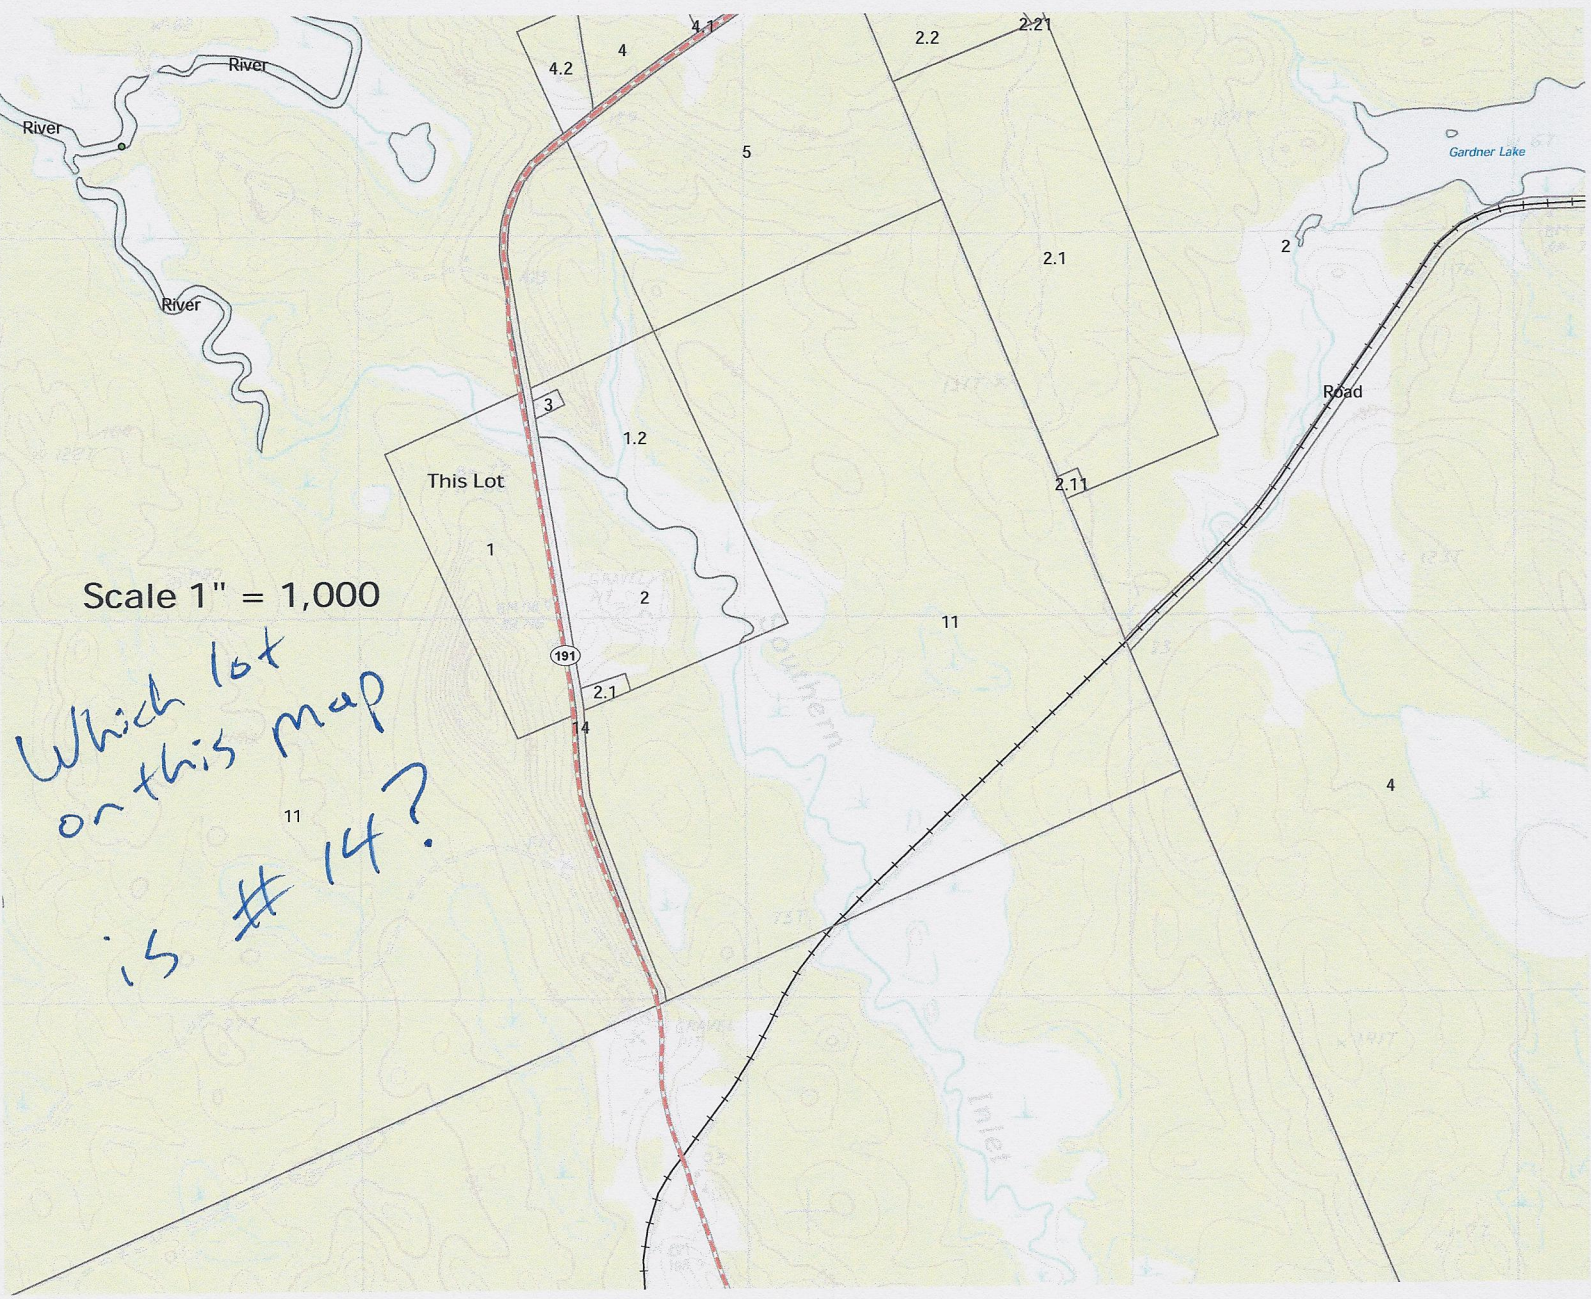 4.1
2.21
2.2
4
4.2
River
River
5
Gardner Lake
2
2.1
River
Road
3
1.2
This Lot
2.11
1
Scale 1" = 1,000
2
11
191
2.1
14
Southern
Inlet
4
11
GRAVEL
Which lot
on this map
is # 14?